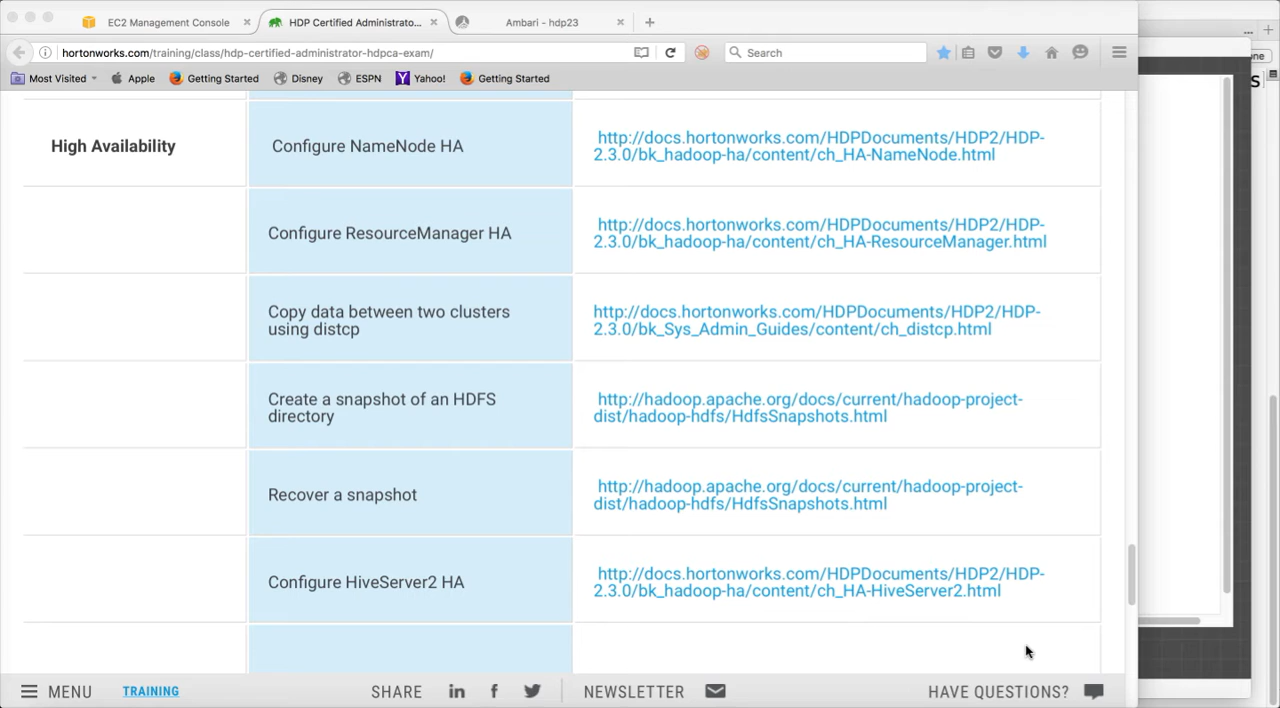 EC2 Management Console
HDP Certified Administrato...
Ambari - hdp23
hortonworks.com/training/class/hdp-certified-administrator-hdpca-exam/
Search
Most Visited
Apple
Getting Started
Disney
ESPN
Yahoo!
Getting Started
High Availability
Configure NameNode HA
http://docs.hortonworks.com/HDPDocuments/HDP2/HDP-
2.3.0/bk_hadoop-ha/content/ch_HA-NameNode.html
Configure ResourceManager HA
http://docs.hortonworks.com/HDPDocuments/HDP2/HDP-
2.3.0/bk_hadoop-ha/content/ch_HA-ResourceManager.html
Copy data between two clusters
using distcp
http://docs.hortonworks.com/HDPDocuments/HDP2/HDP-
2.3.0/bk_Sys_Admin_Guides/content/ch_distcp.html
Create a snapshot of an HDFS
directory
http://hadoop.apache.org/docs/current/hadoop-project-
dist/hadoop-hdfs/HdfsSnapshots.html
Recover a snapshot
http://hadoop.apache.org/docs/current/hadoop-project-
dist/hadoop-hdfs/HdfsSnapshots.html
Configure HiveServer2 HA
http://docs.hortonworks.com/HDPDocuments/HDP2/HDP-
2.3.0/bk_hadoop-ha/content/ch_HA-HiveServer2.html
MENU
TRAINING
SHARE
NEWSLETTER
HAVE QUESTIONS?